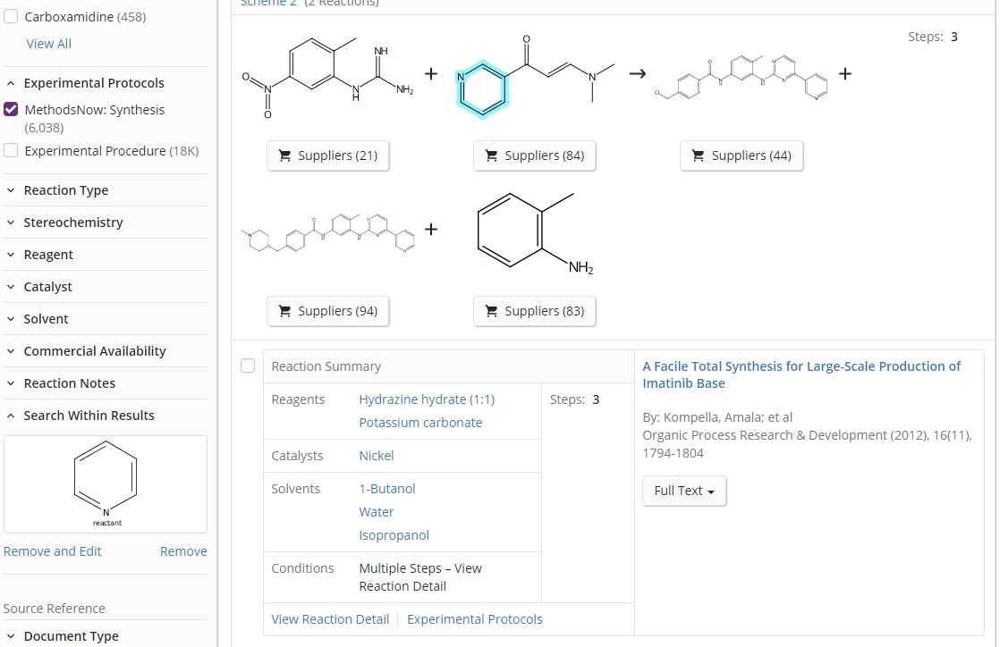 Carboxamidine (458)
View All
Experimental Protocols
MethodsNow: Synthesis
(6,038)
Experimental Procedure (18K)
Reaction Type
Stereochemistry
Reagent
Catalyst
Solvent
Commercial Availability
Reaction Notes
Search Within Results
N
reactant
Remove and Edit Remove
Source Reference
Document Type
Scheme 2 (2 Reactions)
Steps: 3
NH
O
N
O
N
H
NH2
+
O
N
N
+
Suppliers (21)
Suppliers (84)
Suppliers (44)
+
NH2
Suppliers (94)
Suppliers (83)
Reaction Summary
Reagents Hydrazine hydrate (1:1)
Potassium carbonate
Steps: 3
Catalysts Nickel
Solvents 1-Butanol
Water
Isopropanol
Conditions Multiple Steps – View
Reaction Detail
View Reaction Detail Experimental Protocols
A Facile Total Synthesis for Large-Scale Production of
Imatinib Base
By: Kompella, Amala; et al
Organic Process Research & Development (2012), 16(11),
1794-1804
Full Text